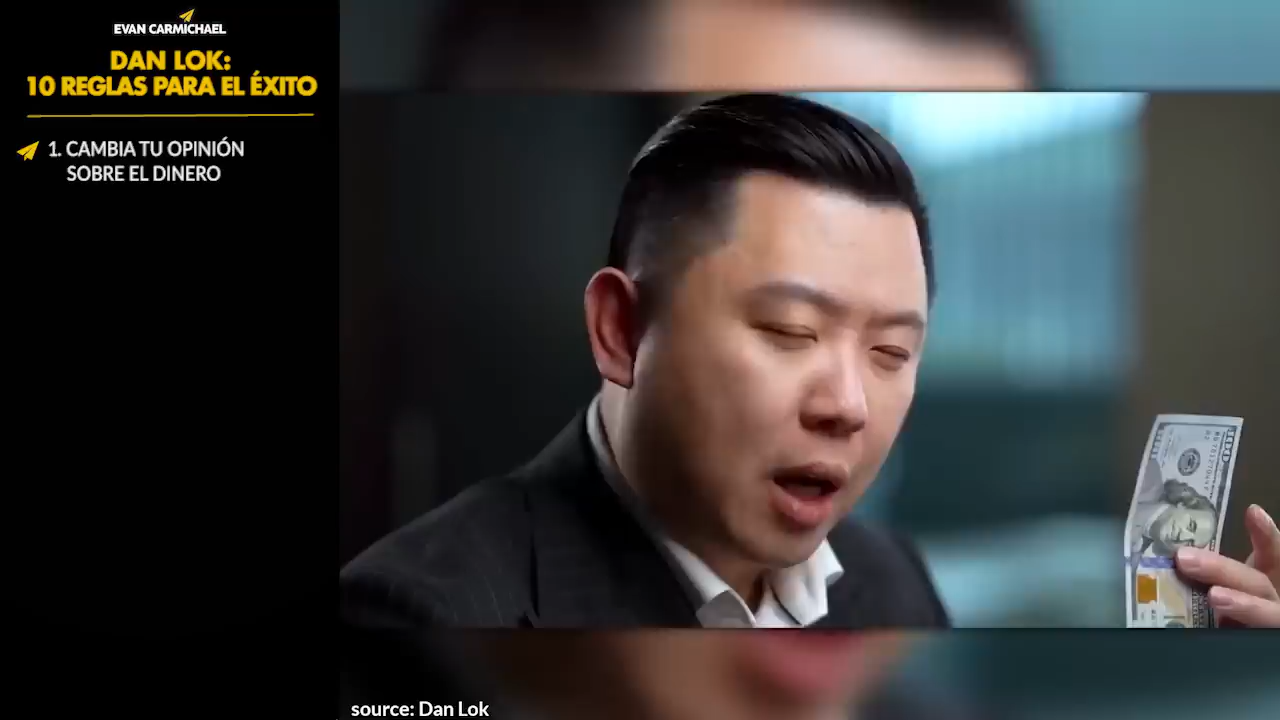 EVAN CARMICHAEL
DAN LOK:
10 REGLAS PARA EL ÉXITO
1. CAMBIA TU OPINIÓN
SOBRE EL DINERO
100
source: Dan Lok